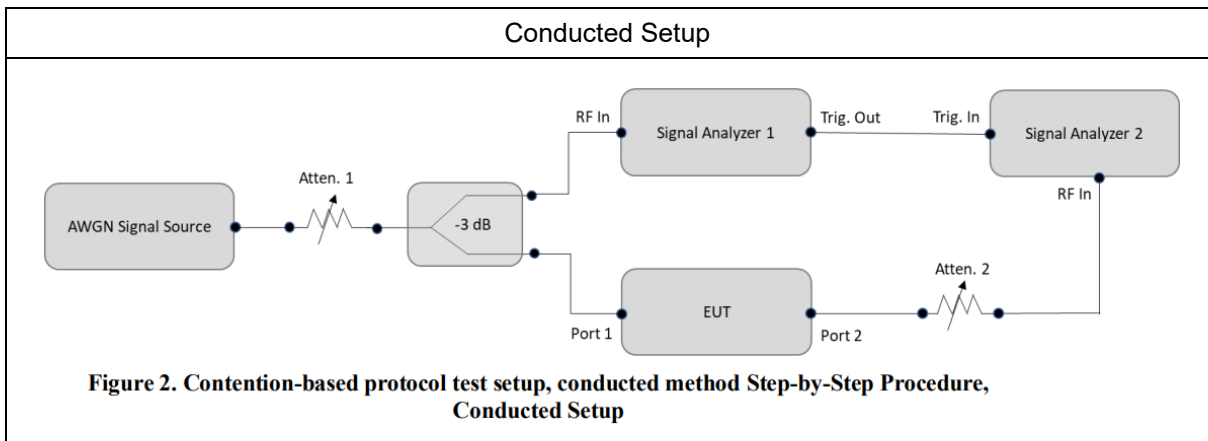 Conducted Setup
RF In
Signal Analyzer 1
Trig. Out
Trig. In
Signal Analyzer 2
RF In
Atten. 1
AWGN Signal Source
-3 dB
Atten. 2
EUT
Port 1
Port 2
Figure 2. Contention-based protocol test setup, conducted method Step-by-Step Procedure,
Conducted Setup